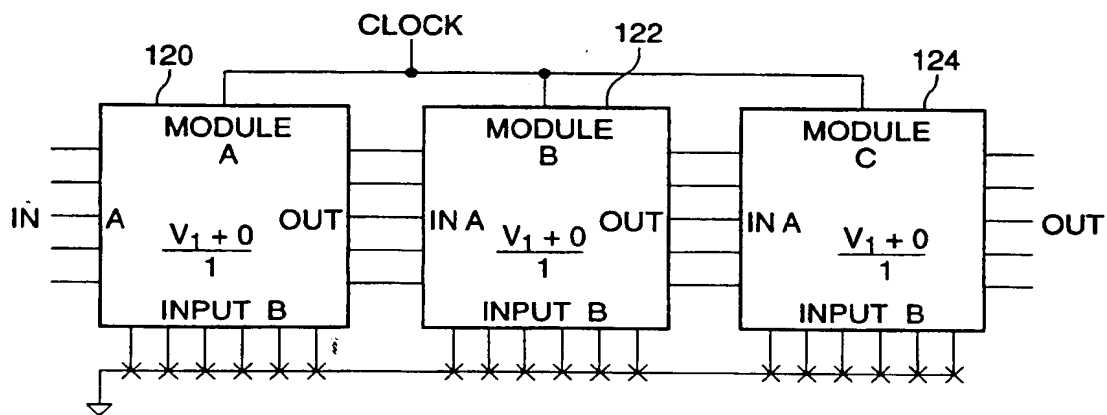 CLOCK
120
122
124
MODULE A
MODULE B
MODULE C
IN
A
OUT
IN A
OUT
IN A
OUT
V₁ + 0
1
V₁ + 0
1
V₁ + 0
1
INPUT B
INPUT B
INPUT B